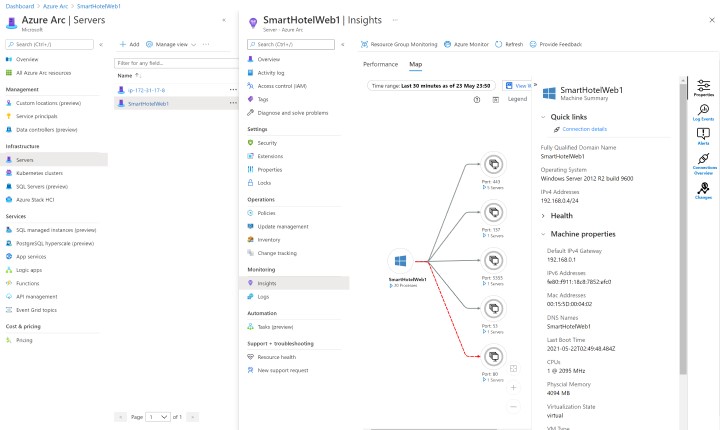 Dashboard > Azure Arc > SmartHotelWeb1
Azure Arc | Servers
Microsoft
Search (Ctrl+/)
«
Overview
All Azure Arc resources
Management
Custom locations (preview)
Service principals
Data controllers (preview)
Infrastructure
Servers
Kubernetes clusters
SQL Servers (preview)
Azure Stack HCI
Services
SQL managed instances (preview)
PostgreSQL hyperscale (preview)
App services
Logic apps
Functions
API management
Event Grid topics
Cost & pricing
Pricing
Add
Manage view
Filter for any field...
Name
ip-172-31-17-6
SmartHotelWeb1
Page 1 of 1
SmartHotelWeb1 | Insights
Server - Azure Arc
Search (Ctrl+/)
«
Overview
Activity log
Access control (IAM)
Tags
Diagnose and solve problems
Settings
Security
Extensions
Properties
Locks
Operations
Policies
Update management
Inventory
Change tracking
Monitoring
Insights
Logs
Automation
Tasks (preview)
Support + troubleshooting
Resource health
New support request
Resource Group Monitoring
Azure Monitor
Refresh
Provide Feedback
Performance
Map
Time range: Last 30 minutes as of 23 May 23:50
Legend
SmartHotelWeb1
20 Processes
Port: 443
5 Servers
Port: 137
1 Servers
Port: 5355
1 Servers
Port: 53
1 Servers
Port: 80
1 Servers
SmartHotelWeb1
Machine Summary
Quick links
Connection details
Fully Qualified Domain Name
SmartHotelWeb1
Operating System
Windows Server 2012 R2 build 9600
IPv4 Addresses
192.168.0.4/24
Health
Machine properties
Default IPv4 Gateway
192.168.0.1
IPv6 Addresses
Mac Addresses
00:15:5D:00:04:02
DNS Names
SmartHotelWeb1
Last Boot Time
2021-05-22T02:49:48.484Z
CPUs
1 @ 2095 MHz
Physical Memory
4094 MB
Virtualization State
virtual
VM Type
Properties
Log Events
Alerts
Connections
Overview
Changes